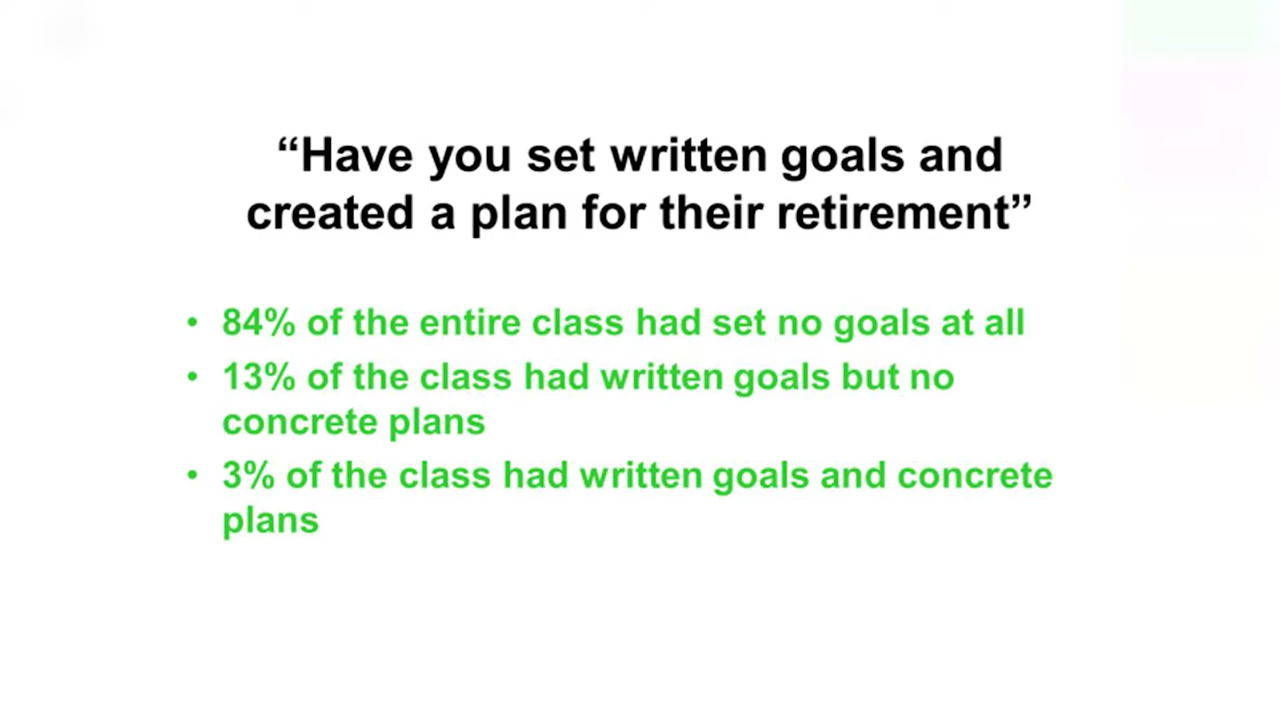 “Have you set written goals and
created a plan for their retirement”
• 84% of the entire class had set no goals at all
• 13% of the class had written goals but no
concrete plans
• 3% of the class had written goals and concrete
plans